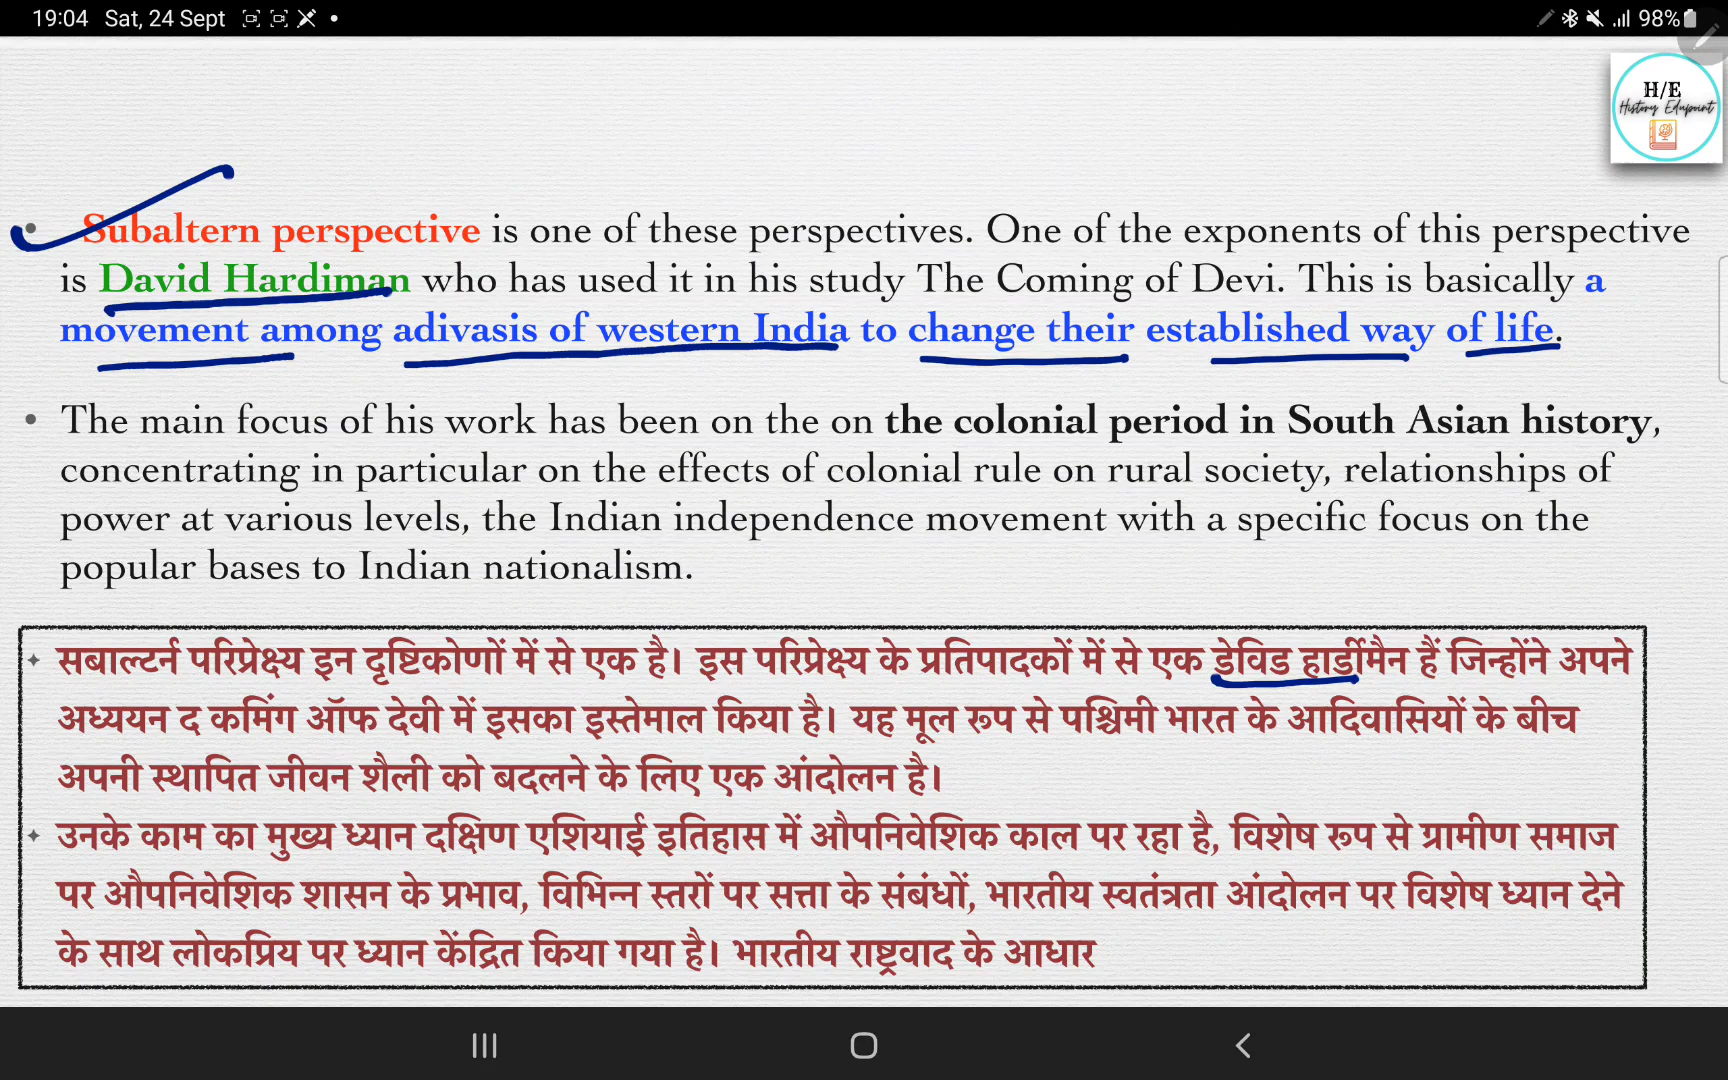 19:04 Sat, 24 Sept
98%
H/E
History Edupoint
• Subaltern perspective is one of these perspectives. One of the exponents of this perspective
is David Hardiman who has used it in his study The Coming of Devi. This is basically a
movement among adivasis of western India to change their established way of life.
• The main focus of his work has been on the on the colonial period in South Asian history,
concentrating in particular on the effects of colonial rule on rural society, relationships of
power at various levels, the Indian independence movement with a specific focus on the
popular bases to Indian nationalism.
सबाल्टर्न परिप्रेक्ष्य इन दृष्टिकोणों में से एक है। इस परिप्रेक्ष्य के प्रतिपादकों में से एक डेविड हार्डीमैन हैं जिन्होंने अपने
अध्ययन द कमिंग ऑफ देवी में इसका इस्तेमाल किया है। यह मूल रूप से पश्चिमी भारत के आदिवासियों के बीच
अपनी स्थापित जीवन शैली को बदलने के लिए एक आंदोलन है।
उनके काम का मुख्य ध्यान दक्षिण एशियाई इतिहास में औपनिवेशिक काल पर रहा है, विशेष रूप से ग्रामीण समाज
पर औपनिवेशिक शासन के प्रभाव, विभिन्न स्तरों पर सत्ता के संबंधों, भारतीय स्वतंत्रता आंदोलन पर विशेष ध्यान देने
के साथ लोकप्रिय पर ध्यान केंद्रित किया गया है। भारतीय राष्ट्रवाद के आधार